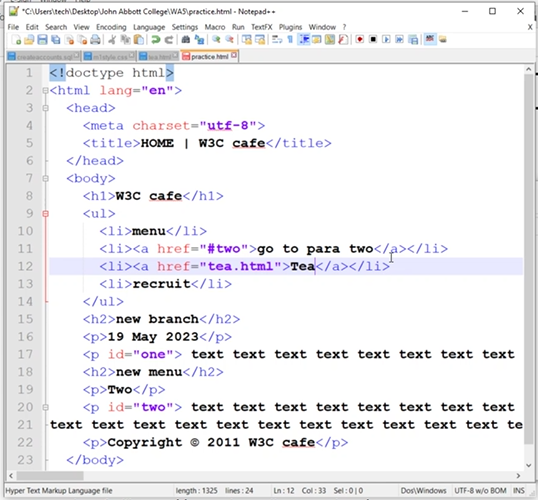 *C:\Users\tech\Desktop\John Abbott College\WA5\practice.html - Notepad++
File Edit Search View Encoding Language Settings Macro Run TextFX Plugins Window ?
createaccounts.sql tea.html practice.html
1 <!doctype html>
2 <html lang="en">
3 <head>
4 <meta charset="utf-8">
5 <title>HOME | W3C cafe</title>
6 </head>
7 <body>
8 <h1>W3C cafe</h1>
9 <ul>
10 <li>menu</li>
11 <li><a href="#two">go to para two</a></li>
12 <li><a href="tea.html">Tea</a></li>
13 <li>recruit</li>
14 </ul>
15 <h2>new branch</h2>
16 <p>19 May 2023</p>
17 <p id="one"> text text text text text text text text
18 <h2>new menu</h2>
19 <p>Two</p>
20 <p id="two"> text text text text text text text text
21 text text text text text text text text text text te
22 <p>Copyright © 2011 W3C cafe</p>
23 </body>
Hyper Text Markup Language file length : 1325 lines : 24 Ln : 12 Col : 33 Sel : 0 | 0 Dos\Windows UTF-8 w/o BOM INS